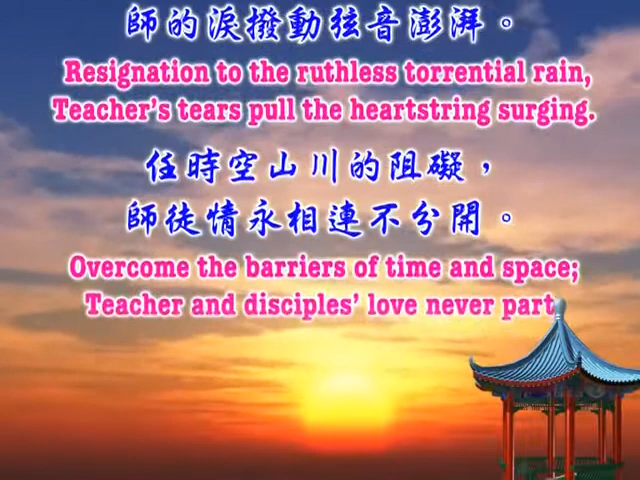 師的淚撥動弦音澎湃。
Resignation to the ruthless torrential rain,
Teacher's tears pull the heartstring surging.
任時空山川的阻礙，
師徒情永相連不分開。
Overcome the barriers of time and space;
Teacher and disciples' love never part